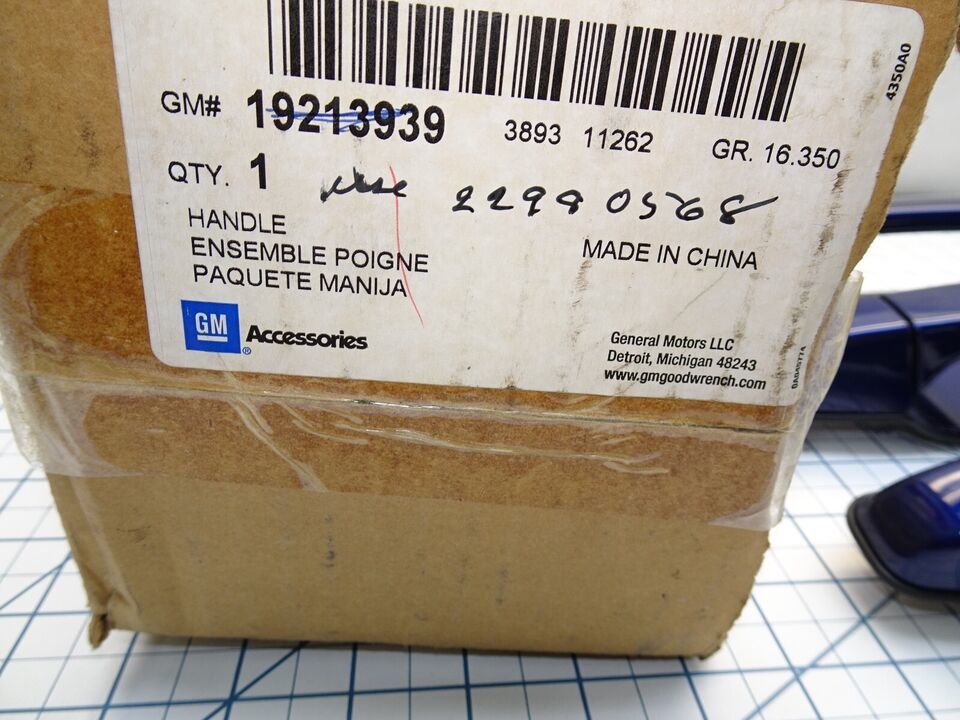 4350A0
GM# 19213939 3893 11262 GR. 16.350
QTY. 1 use 22990568
HANDLE
ENSEMBLE POIGNE
PAQUETE MANIJA
MADE IN CHINA
GM ® Accessories
General Motors LLC
Detroit, Michigan 48243
www.gmgoodwrench.com